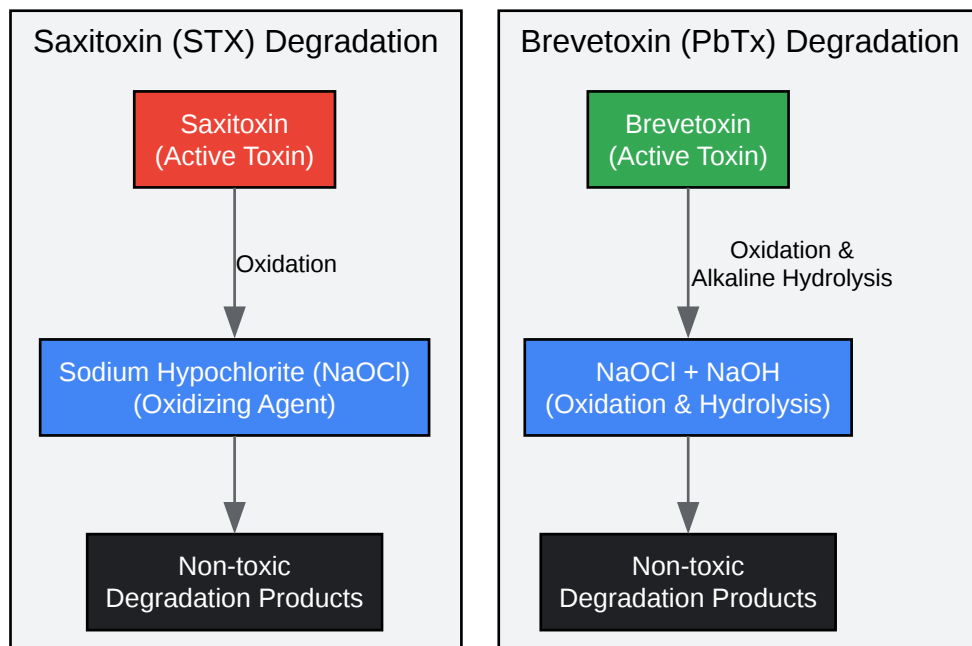 Saxitoxin (STX) Degradation
Saxitoxin
(Active Toxin)
Oxidation
Sodium Hypochlorite (NaOCl)
(Oxidizing Agent)
Non-toxic
Degradation Products
Brevetoxin (PbTx) Degradation
Brevetoxin
(Active Toxin)
Oxidation &
Alkaline Hydrolysis
NaOCl + NaOH
(Oxidation & Hydrolysis)
Non-toxic
Degradation Products